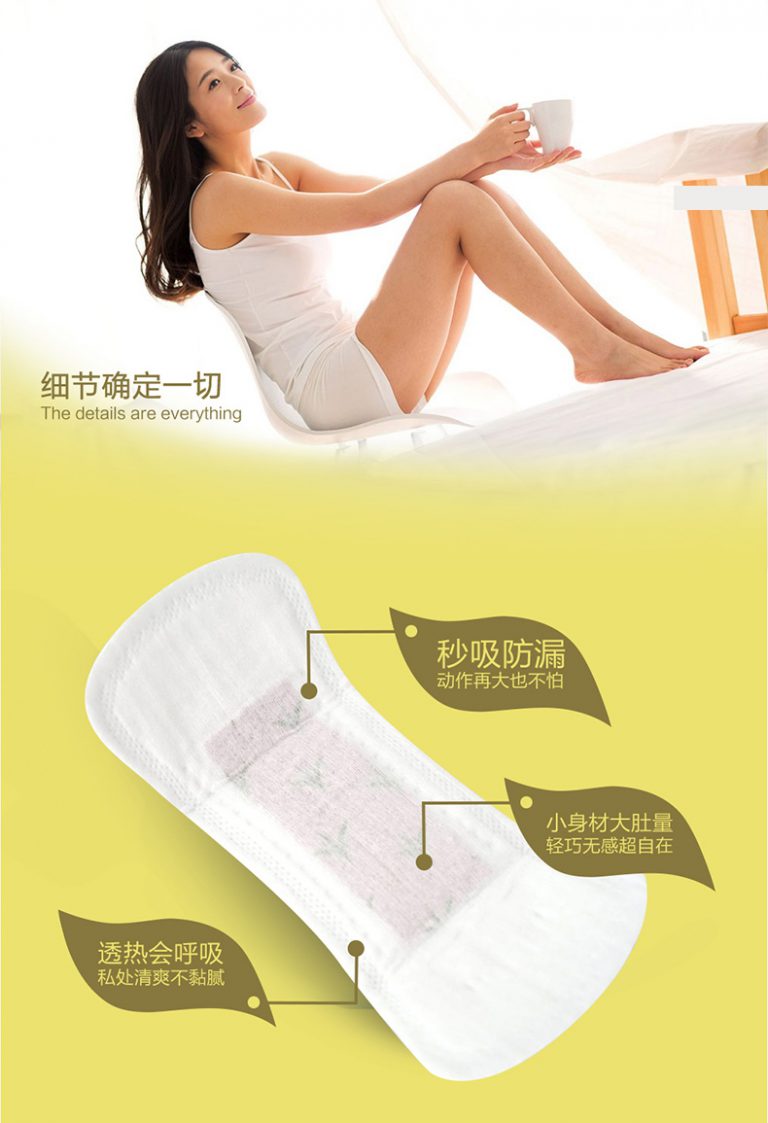 细节确定一切
The details are everything
秒吸防漏
动作再大也不怕
小身材大肚量
轻巧无感超自在
透热会呼吸
私处清爽不黏腻